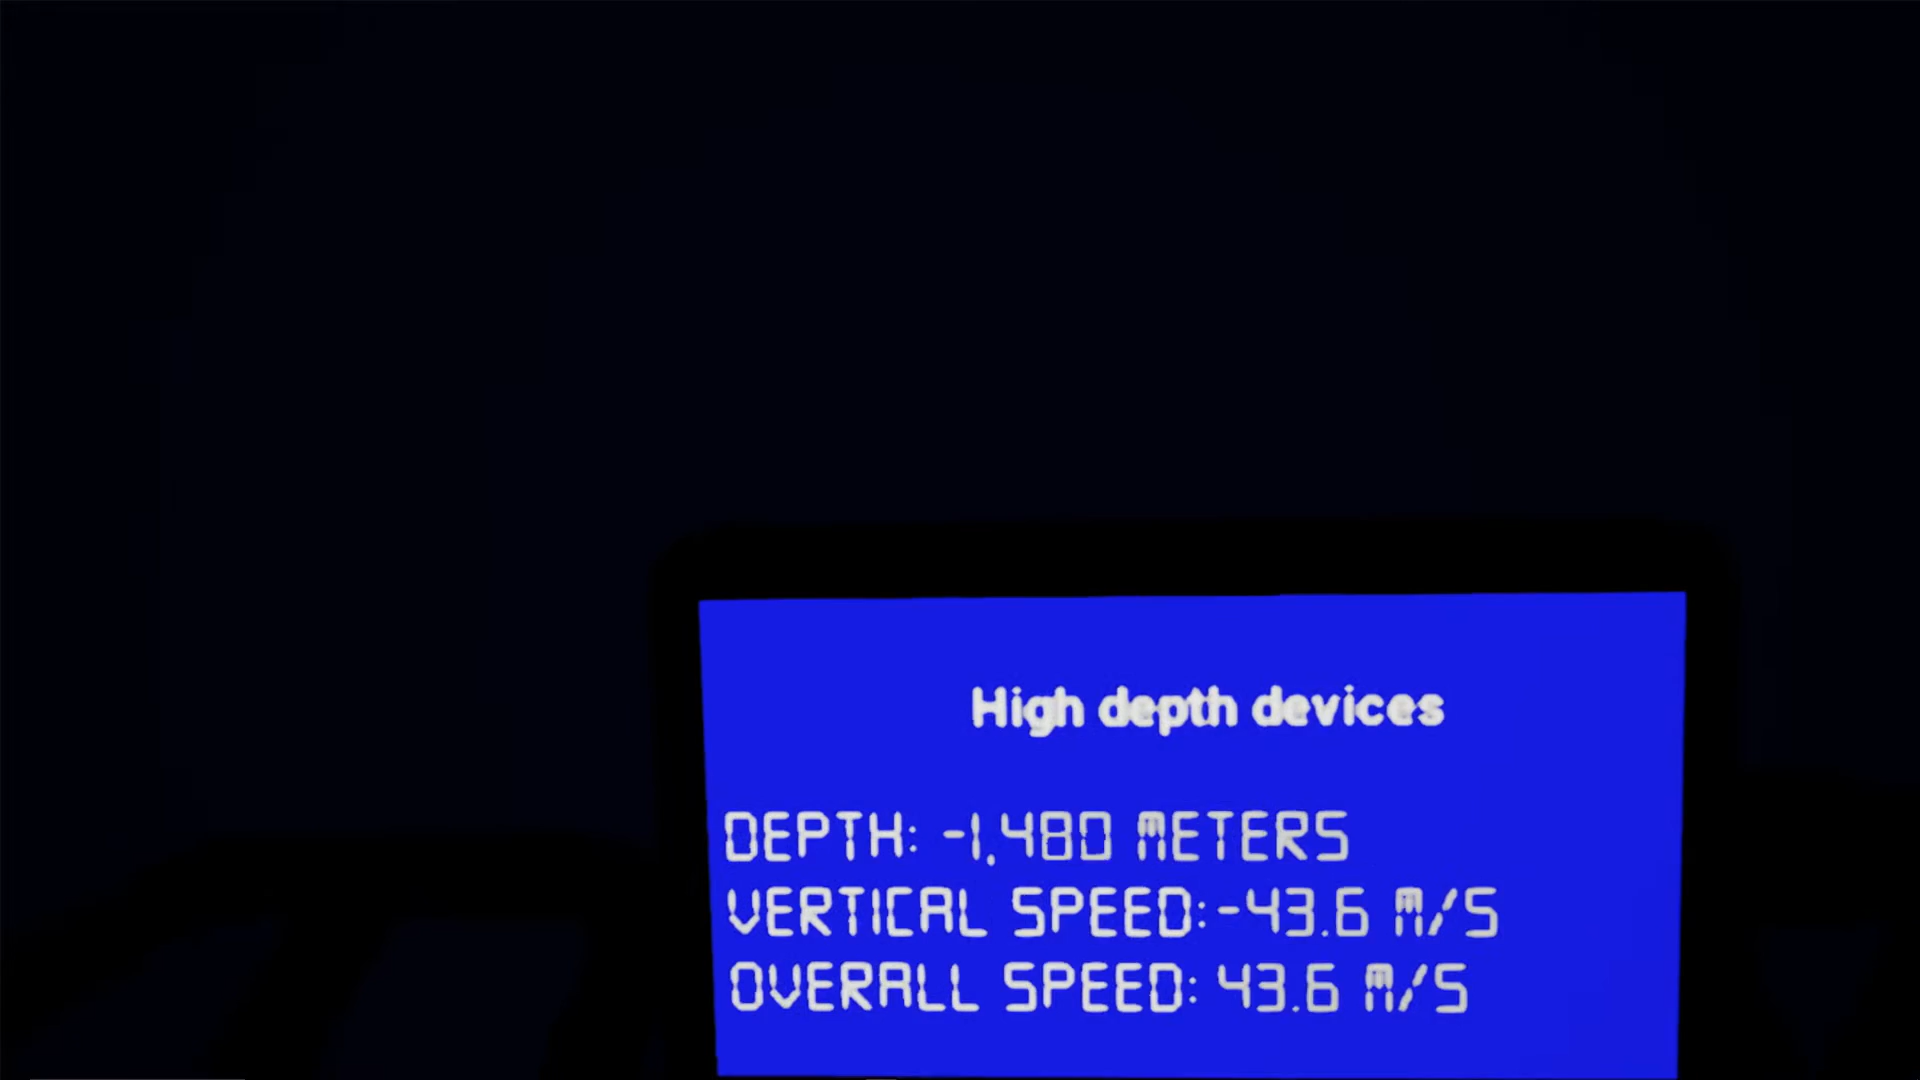 High depth devices
DEPTH: -1,480 METERS
VERTICAL SPEED:-43.6 M/S
OVERALL SPEED: 43.6 M/S